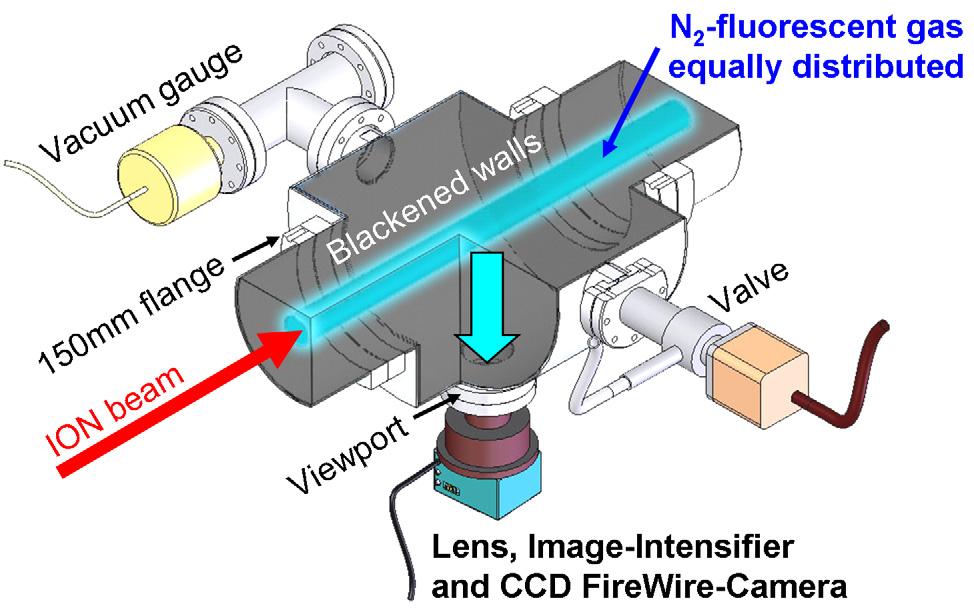 N₂-fluorescent gas
equally distributed
Vacuum gauge
Blackened walls
150mm flange
Valve
ION beam
Viewport
Lens, Image-Intensifier
and CCD FireWire-Camera